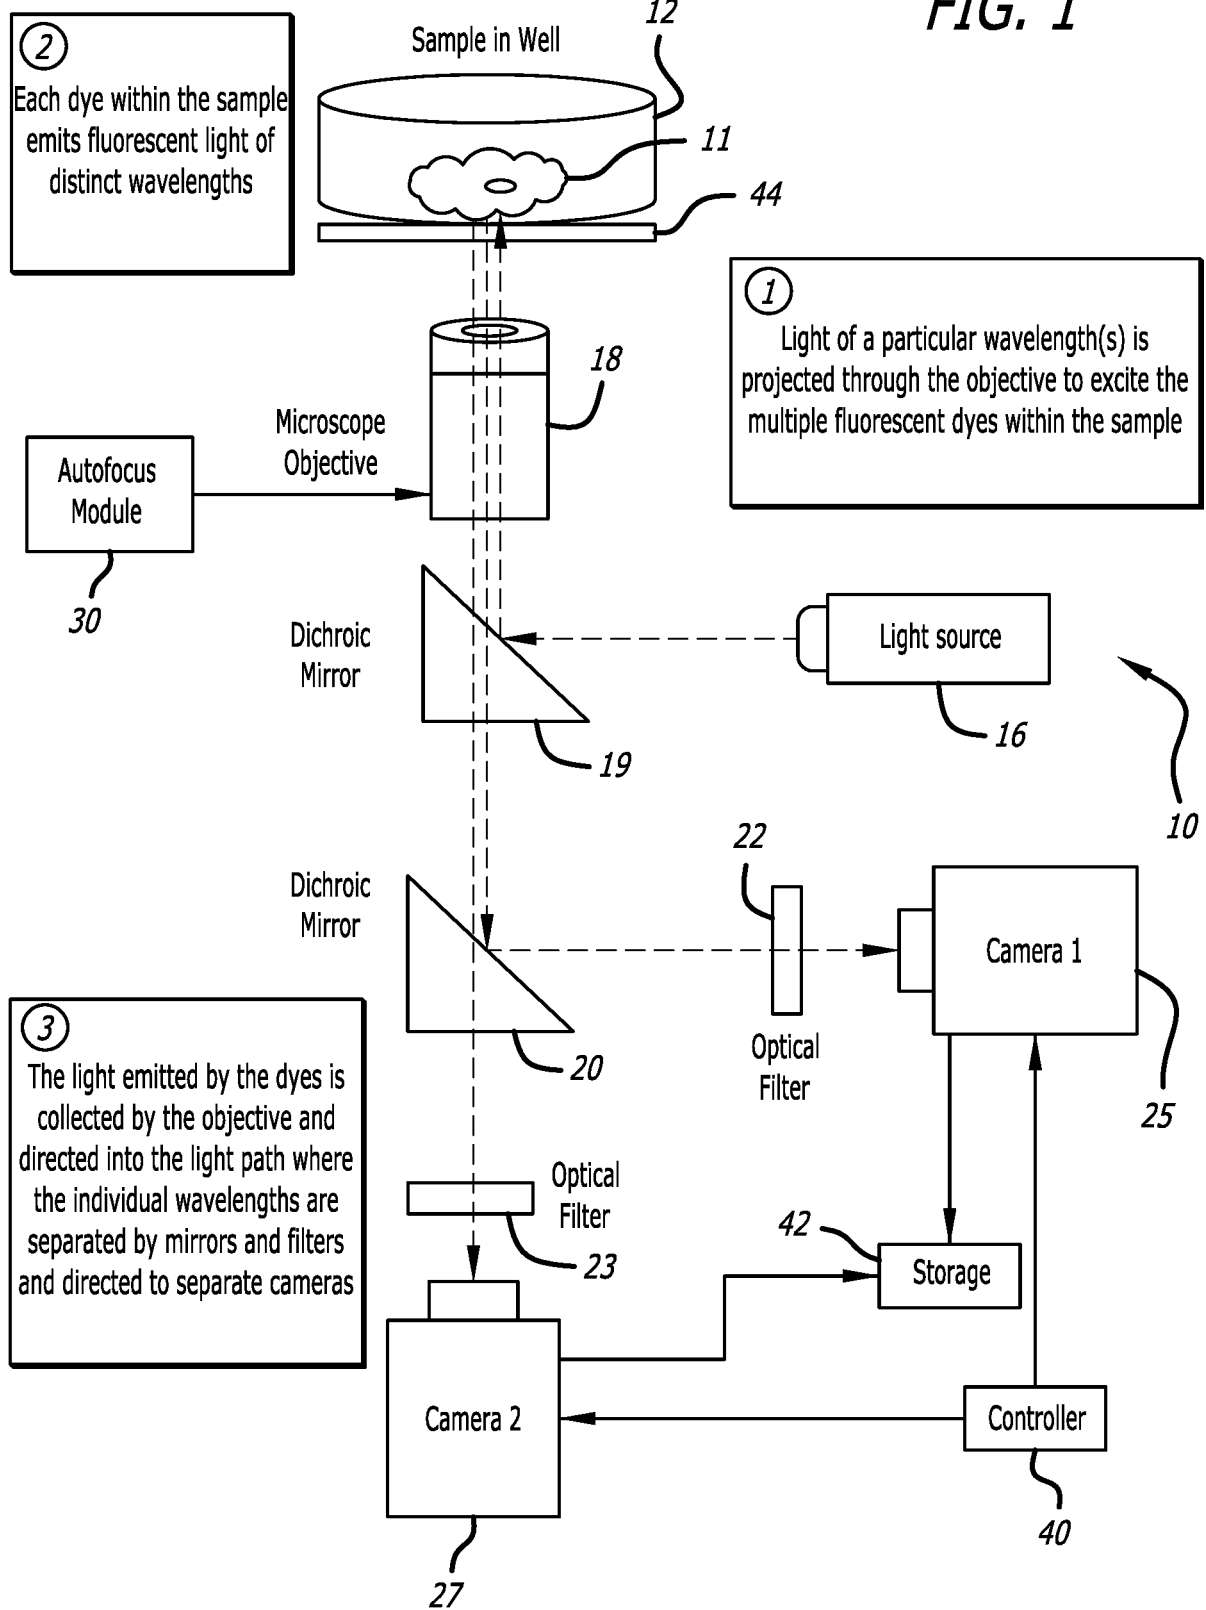 FIG. 1
2
Each dye within the sample
emits fluorescent light of
distinct wavelengths
Sample in Well
12
11
44
1
Light of a particular wavelength(s) is
projected through the objective to excite the
multiple fluorescent dyes within the sample
18
Microscope
Objective
Autofocus
Module
30
Dichroic
Mirror
Light source
16
19
10
22
Dichroic
Mirror
Camera 1
25
20
Optical
Filter
3
The light emitted by the dyes is
collected by the objective and
directed into the light path where
the individual wavelengths are
separated by mirrors and filters
and directed to separate cameras
Optical
Filter
23
42
Storage
Camera 2
Controller
40
27